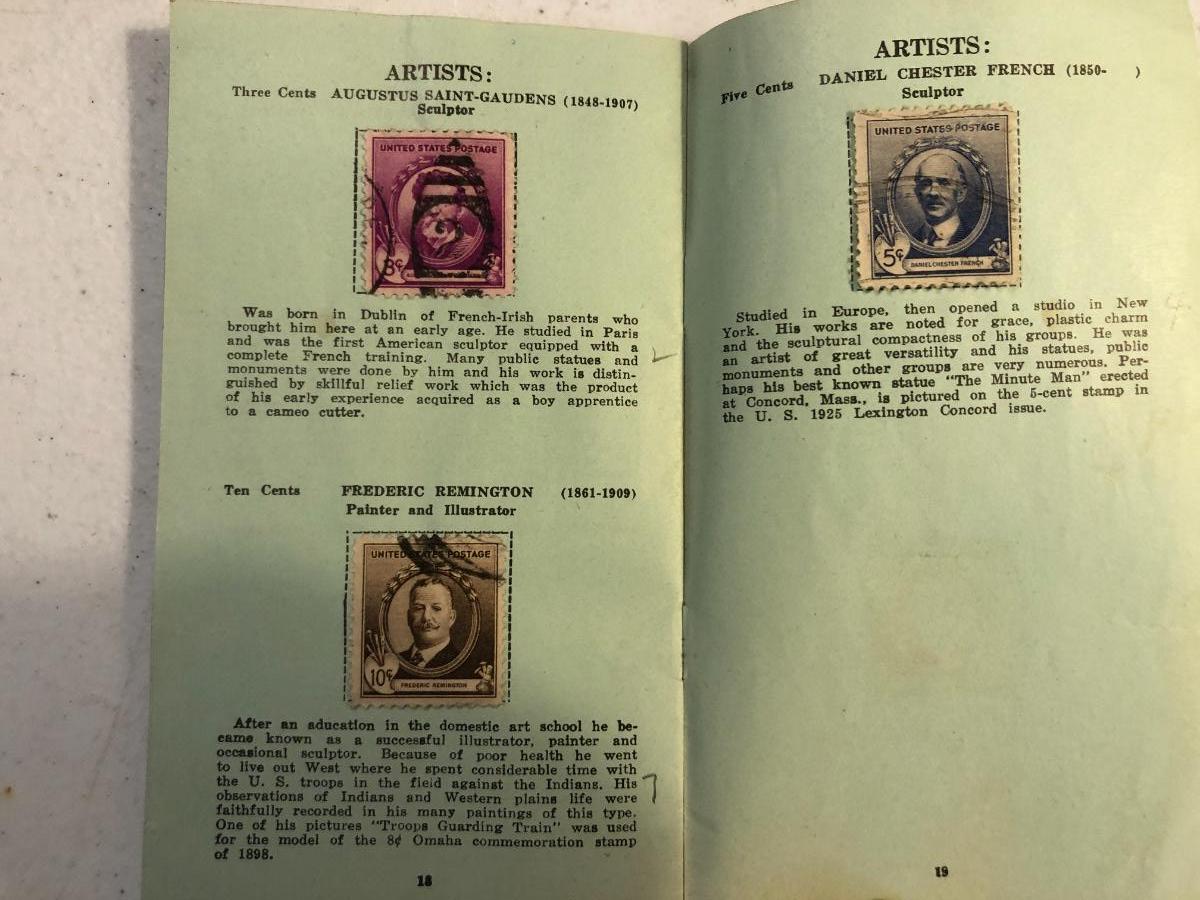 ARTISTS:
Three Cents AUGUSTUS SAINT-GAUDENS (1848-1907)
Sculptor
UNITED STATES POSTAGE
3¢
Was born in Dublin of French-Irish parents who
brought him here at an early age. He studied in Paris
and was the first American sculptor equipped with a
complete French training. Many public statues and
monuments were done by him and his work is distin-
guished by skillful relief work which was the product
of his early experience acquired as a boy apprentice
to a cameo cutter.
Ten Cents FREDERIC REMINGTON (1861-1909)
Painter and Illustrator
UNITED STATES POSTAGE
10¢
FREDERIC REMINGTON
After an aducation in the domestic art school he be-
came known as a successful illustrator, painter and
occasional sculptor. Because of poor health he went
to live out West where he spent considerable time with
the U. S. troops in the field against the Indians. His
observations of Indians and Western plains life were
faithfully recorded in his many paintings of this type.
One of his pictures "Troops Guarding Train" was used
for the model of the 8¢ Omaha commemoration stamp
of 1898.
18
ARTISTS:
Five Cents DANIEL CHESTER FRENCH (1850- )
Sculptor
UNITED STATES POSTAGE
5¢
DANIEL CHESTER FRENCH
Studied in Europe, then opened a studio in New
York. His works are noted for grace, plastic charm
and the sculptural compactness of his groups. He was
an artist of great versatility and his statues, public
monuments and other groups are very numerous. Per-
haps his best known statue "The Minute Man" erected
at Concord, Mass., is pictured on the 5-cent stamp in
the U. S. 1925 Lexington Concord issue.
19